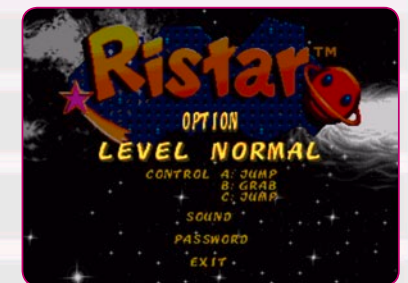 Ristar™
OPTION
LEVEL NORMAL
CONTROL A: JUMP
B: GRAB
C: JUMP
SOUND
PASSWORD
EXIT